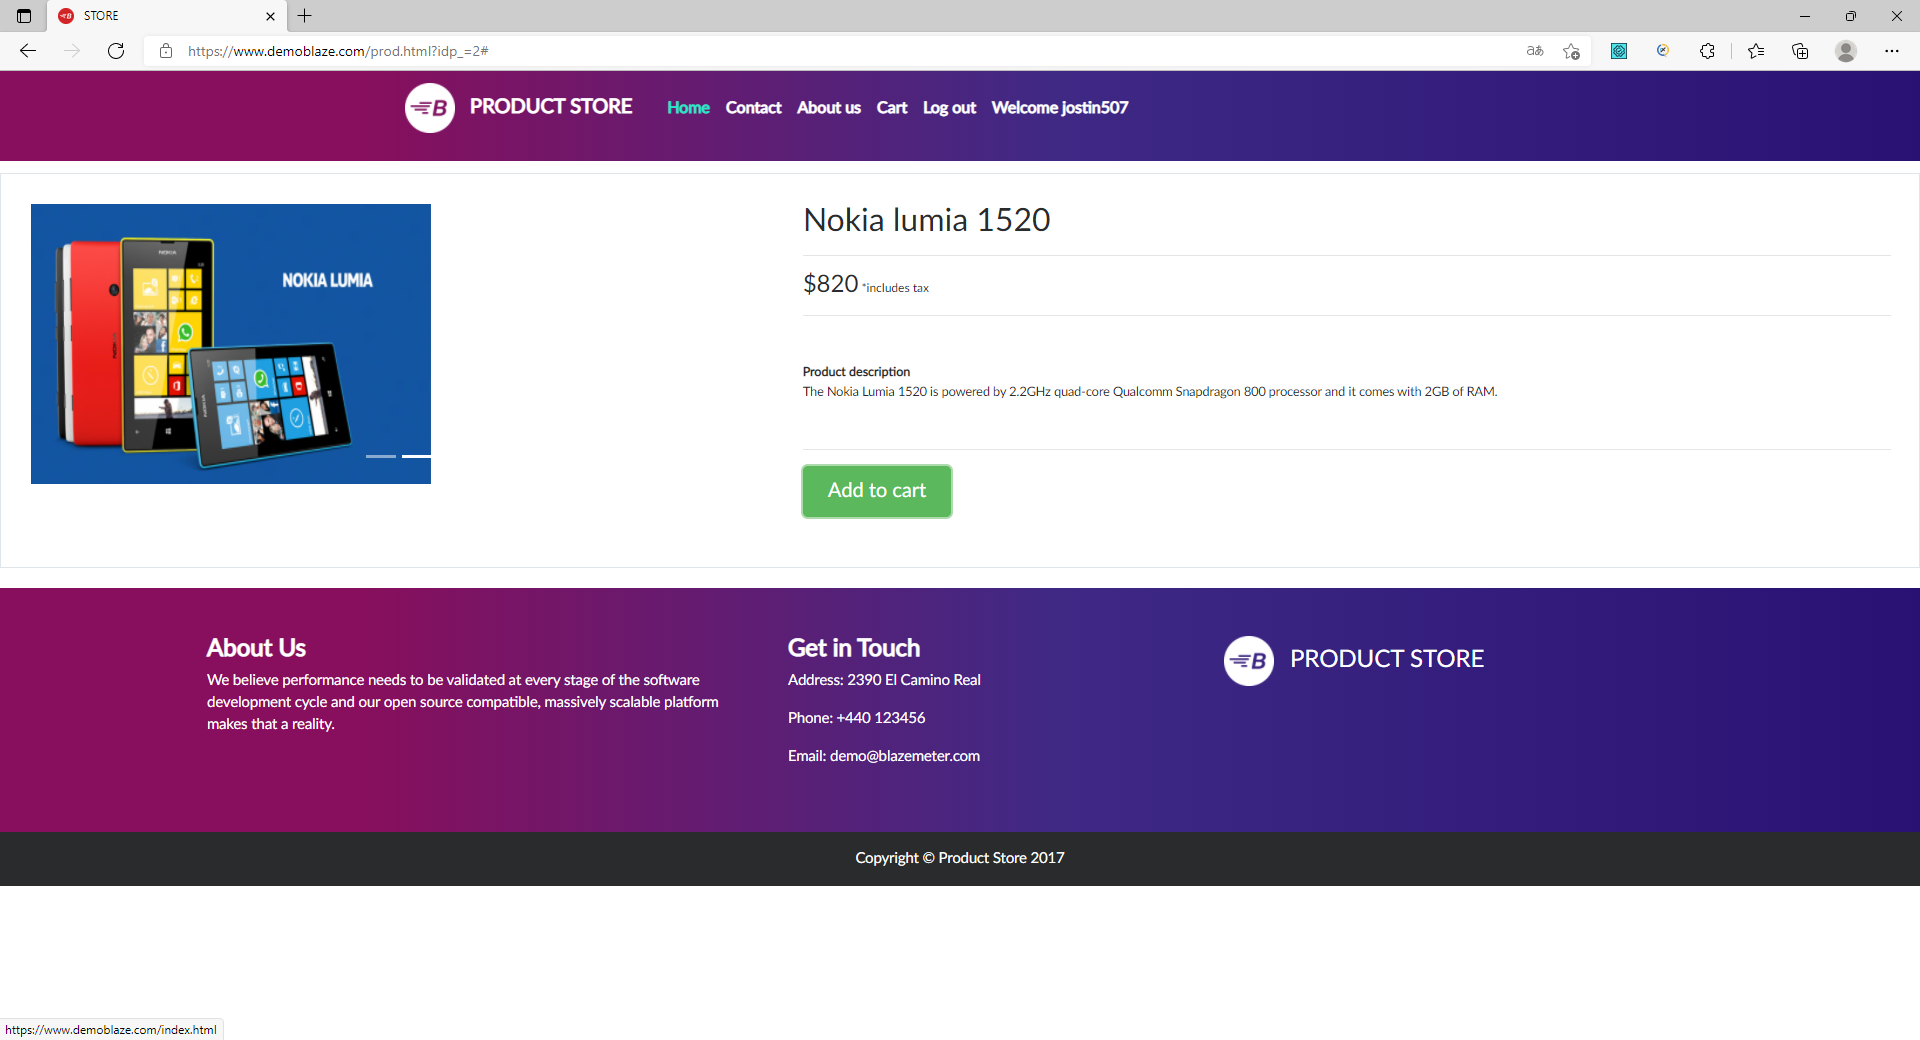 STORE
https://www.demoblaze.com/prod.html?idp_=2#
PRODUCT STORE
Home Contact About us Cart Log out Welcome jostin507
NOKIA LUMIA
Nokia lumia 1520
$820 *includes tax
Product description
The Nokia Lumia 1520 is powered by 2.2GHz quad-core Qualcomm Snapdragon 800 processor and it comes with 2GB of RAM.
Add to cart
About Us
We believe performance needs to be validated at every stage of the software
development cycle and our open source compatible, massively scalable platform
makes that a reality.
Get in Touch
Address: 2390 El Camino Real
Phone: +440 123456
Email: demo@blazemeter.com
PRODUCT STORE
Copyright © Product Store 2017
https://www.demoblaze.com/index.html